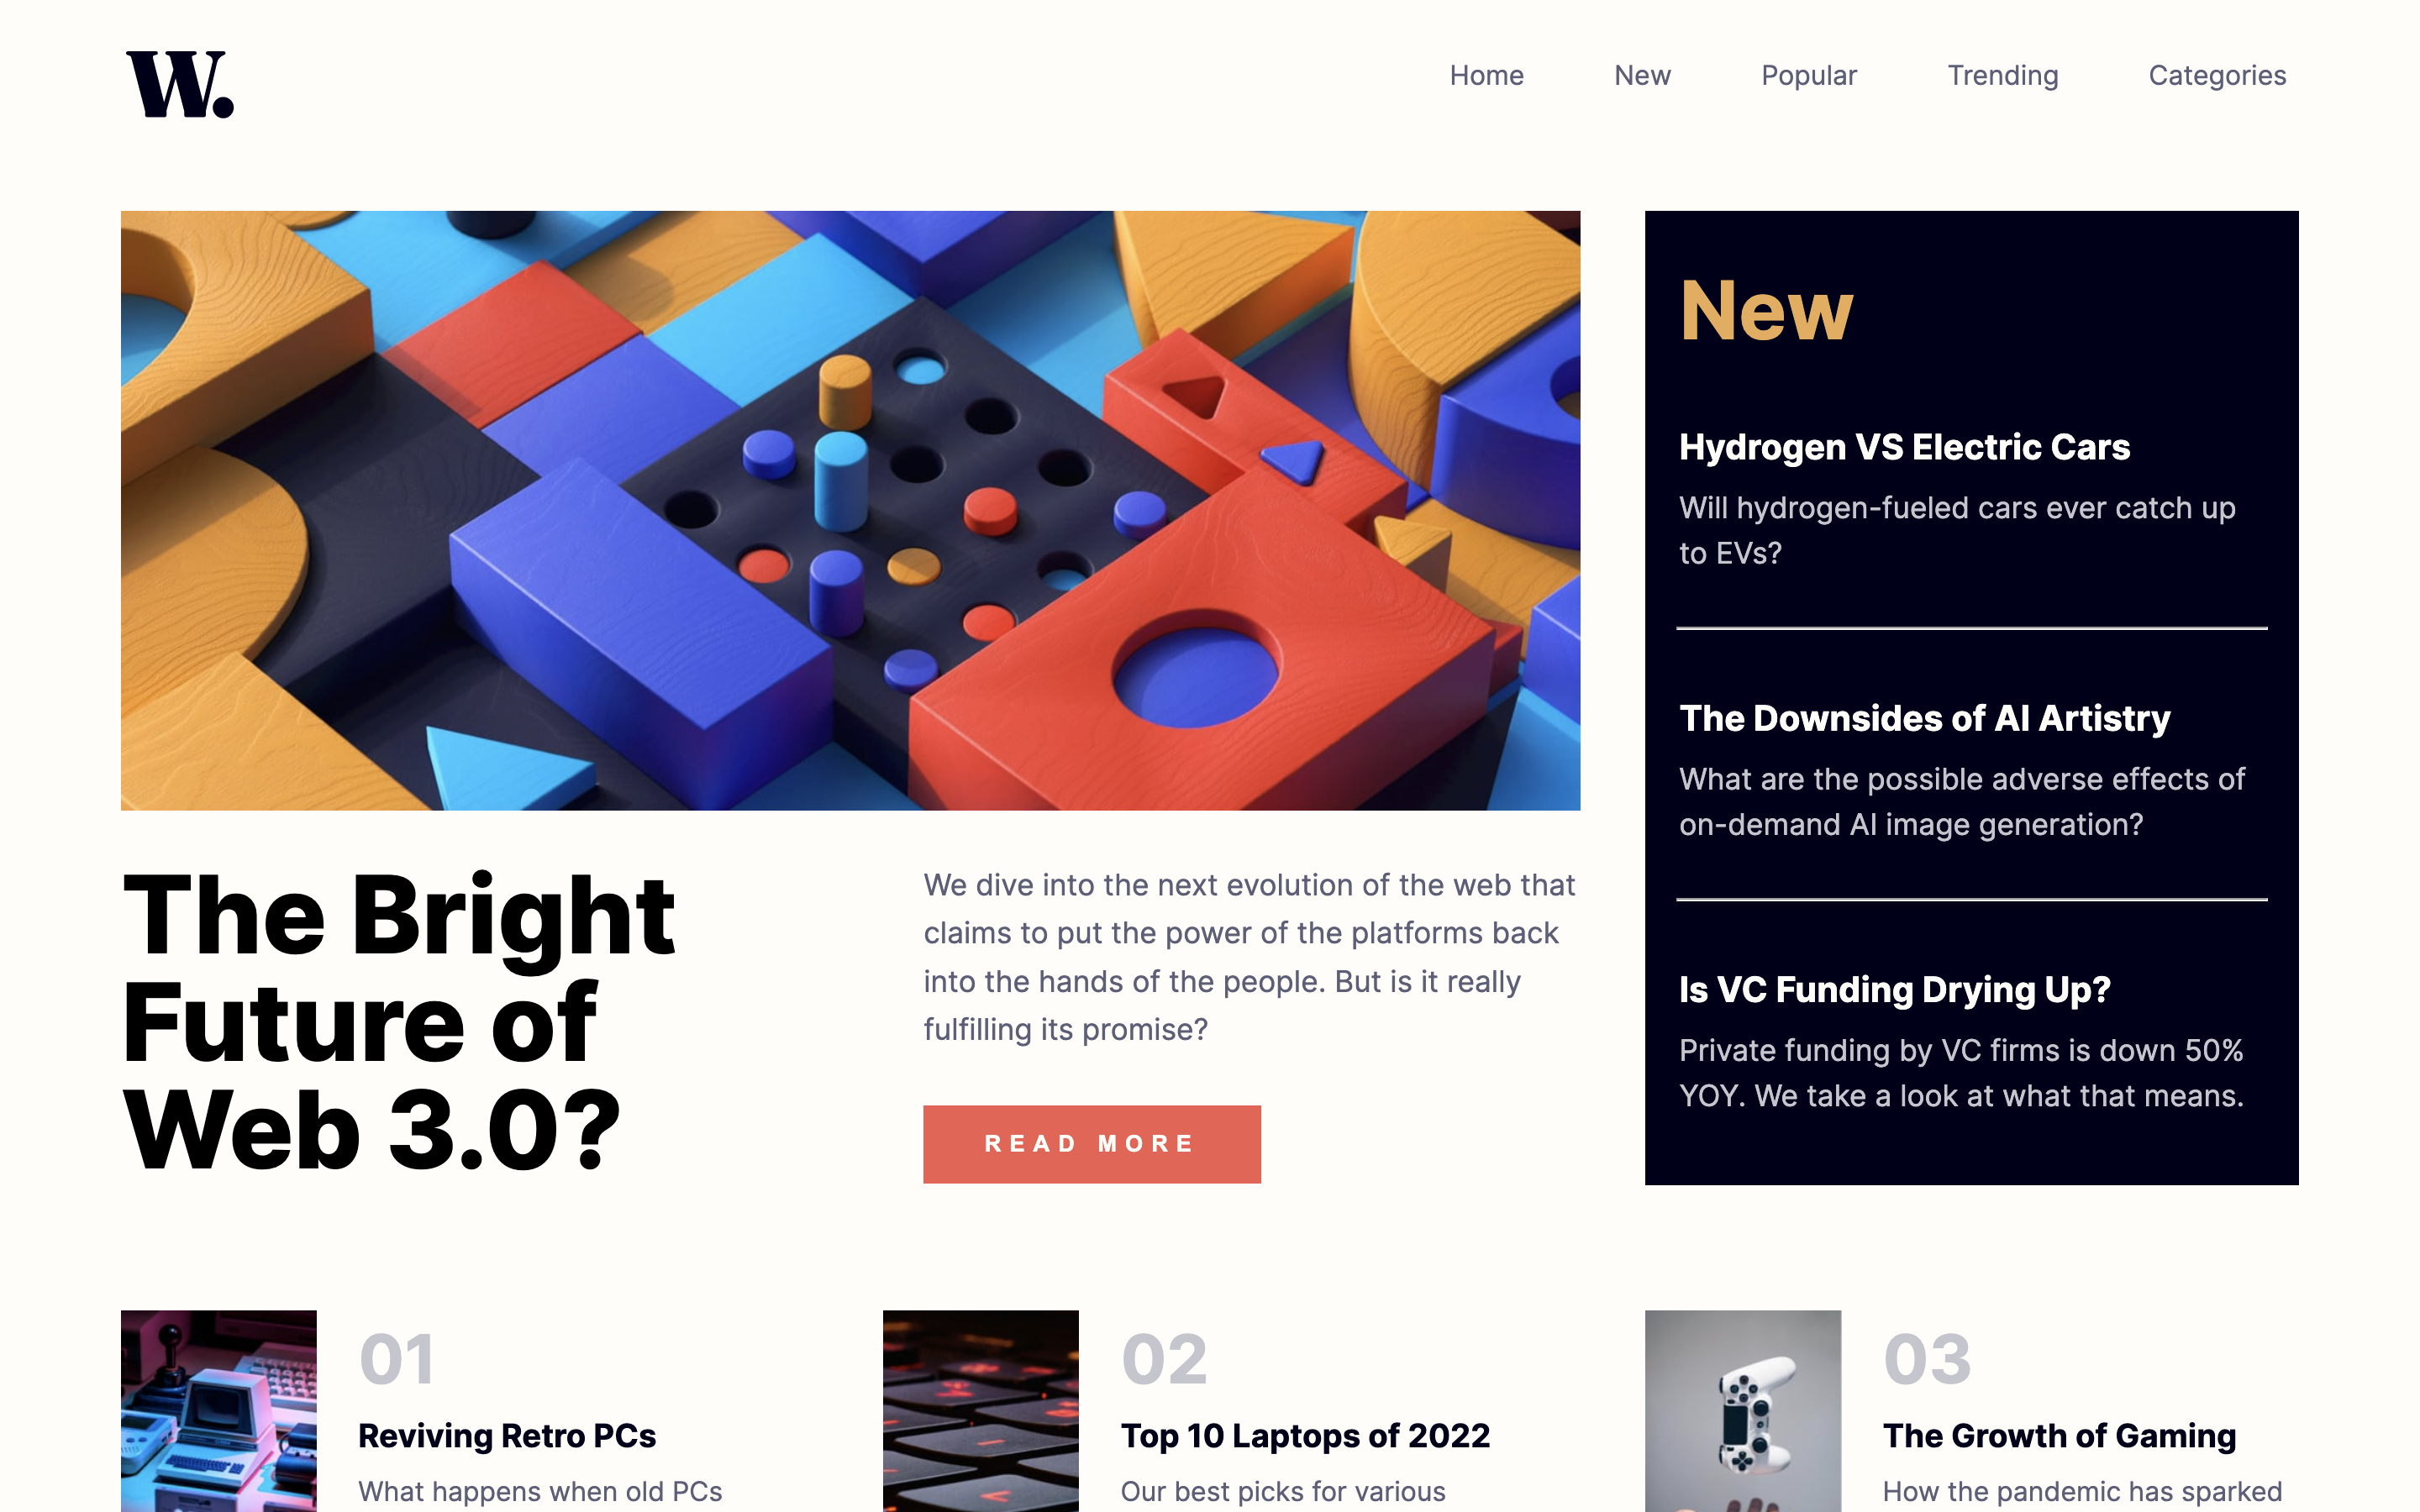 W.
Home New Popular Trending Categories
The Bright
Future of
Web 3.0?
We dive into the next evolution of the web that
claims to put the power of the platforms back
into the hands of the people. But is it really
fulfilling its promise?
READ MORE
New
Hydrogen VS Electric Cars
Will hydrogen-fueled cars ever catch up
to EVs?
The Downsides of AI Artistry
What are the possible adverse effects of
on-demand AI image generation?
Is VC Funding Drying Up?
Private funding by VC firms is down 50%
YOY. We take a look at what that means.
01
Reviving Retro PCs
What happens when old PCs
02
Top 10 Laptops of 2022
Our best picks for various
03
The Growth of Gaming
How the pandemic has sparked